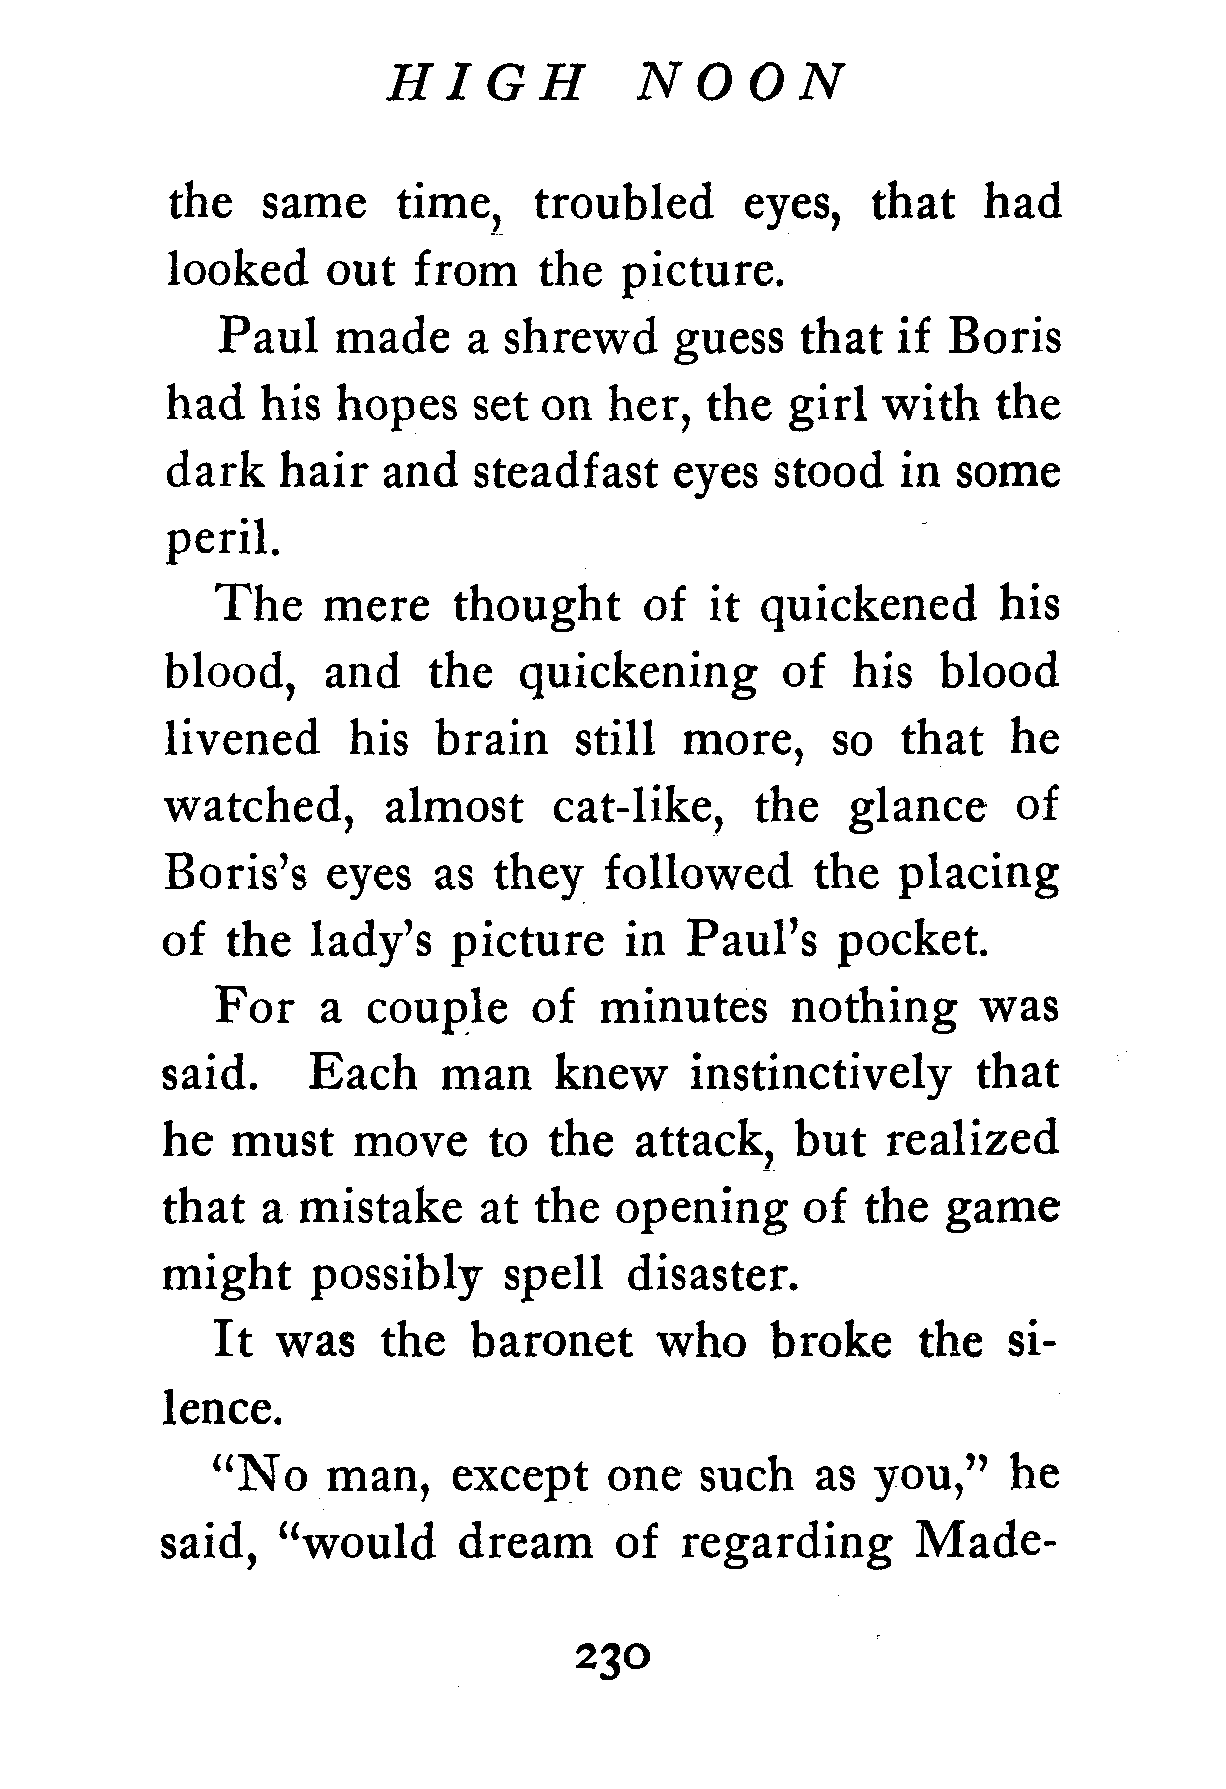 HIGH NOON
the same time, troubled eyes, that had
looked out from the picture.
Paul made a shrewd guess that if Boris
had his hopes set on her, the girl with the
dark hair and steadfast eyes stood in some
peril.
The mere thought of it quickened his
blood, and the quickening of his blood
livened his brain still more, so that he
watched, almost cat-like, the glance of
Boris's eyes as they followed the placing
of the lady's picture in Paul's pocket.
For a couple of minutes nothing was
said. Each man knew instinctively that
he must move to the attack, but realized
that a mistake at the opening of the game
might possibly spell disaster.
It was the baronet who broke the si-
lence.
“No man, except one such as you,” he
said, “would dream of regarding Made-
230